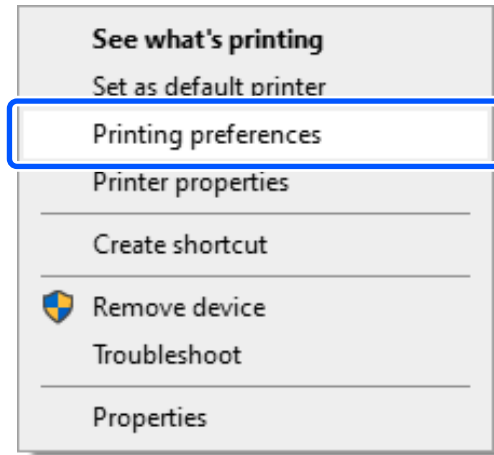 See what's printing
Set as default printer
Printing preferences
Printer properties
Create shortcut
Remove device
Troubleshoot
Properties